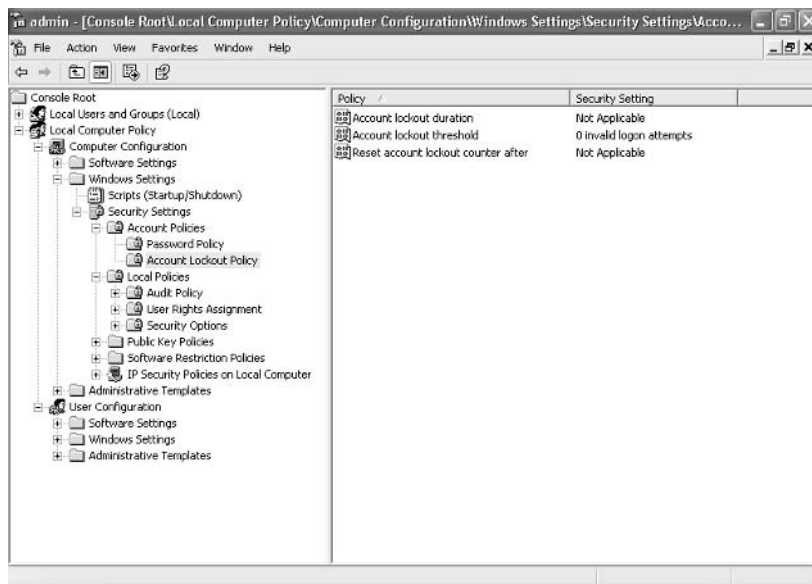 admin - [Console Root\Local Computer Policy\Computer Configuration\Windows Settings\Security Settings\Acco...
File Action View Favorites Window Help
Console Root
Local Users and Groups (Local)
Local Computer Policy
Computer Configuration
Software Settings
Windows Settings
Scripts (Startup/Shutdown)
Security Settings
Account Policies
Password Policy
Account Lockout Policy
Local Policies
Audit Policy
User Rights Assignment
Security Options
Public Key Policies
Software Restriction Policies
IP Security Policies on Local Computer
Administrative Templates
User Configuration
Software Settings
Windows Settings
Administrative Templates
Policy Security Setting
Account lockout duration Not Applicable
Account lockout threshold 0 invalid logon attempts
Reset account lockout counter after Not Applicable